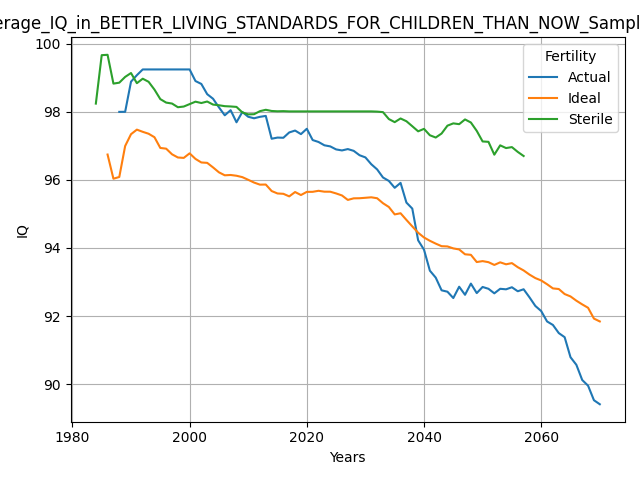 erage_IQ_in_BETTER_LIVING_STANDARDS_FOR_CHILDREN_THAN_NOW_Sampl
Fertility
Actual
Ideal
Sterile
100
98
96
94
92
90
IQ
1980
2000
2020
2040
2060
Years